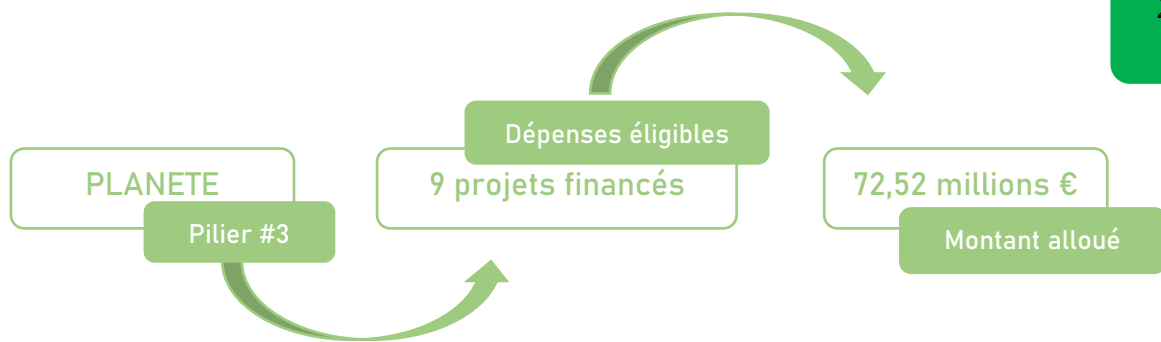 PLANETE
Pilier #3
Dépenses éligibles
9 projets financés
72,52 millions €
Montant alloué